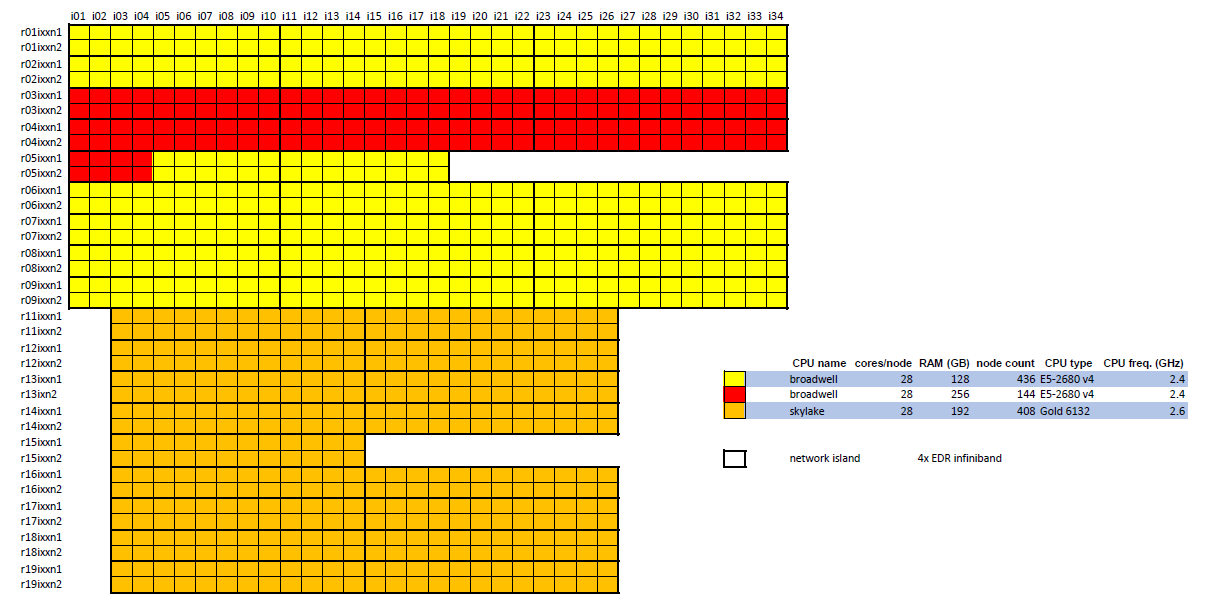 i01 i02 i03 i04 i05 i06 i07 i08 i09 i10 i11 i12 i13 i14 i15 i16 i17 i18 i19 i20 i21 i22 i23 i24 i25 i26 i27 i28 i29 i30 i31 i32 i33 i34
r01ixxn1
r01ixxn2
r02ixxn1
r02ixxn2
r03ixxn1
r03ixxn2
r04ixxn1
r04ixxn2
r05ixxn1
r05ixxn2
r06ixxn1
r06ixxn2
r07ixxn1
r07ixxn2
r08ixxn1
r08ixxn2
r09ixxn1
r09ixxn2
r11ixxn1
r11ixxn2
r12ixxn1
r12ixxn2
r13ixxn1
r13ixn2
r14ixxn1
r14ixxn2
r15ixxn1
r15ixxn2
r16ixxn1
r16ixxn2
r17ixxn1
r17ixxn2
r18ixxn1
r18ixxn2
r19ixxn1
r19ixxn2
CPU name cores/node RAM (GB) node count CPU type CPU freq. (GHz)
broadwell 28 128 436 E5-2680 v4 2.4
broadwell 28 256 144 E5-2680 v4 2.4
skylake 28 192 408 Gold 6132 2.6
network island 4x EDR infiniband